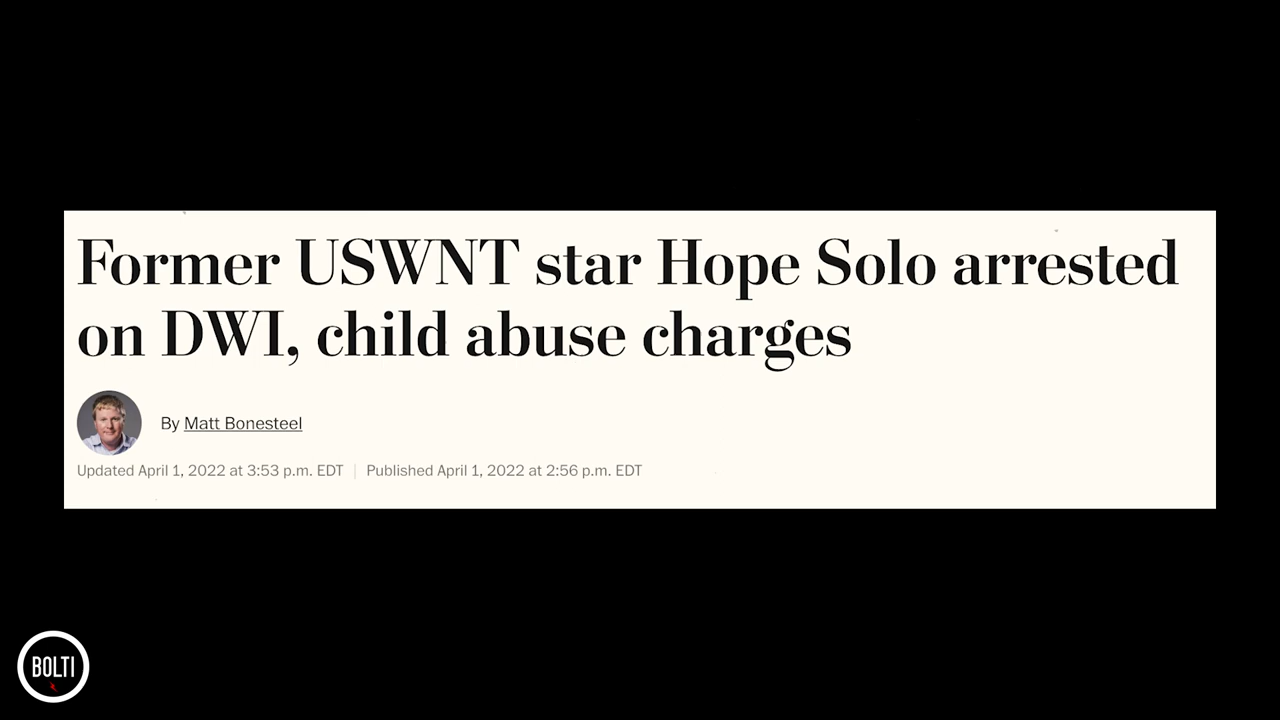 Former USWNT star Hope Solo arrested
on DWI, child abuse charges
By Matt Bonesteel
Updated April 1, 2022 at 3:53 p.m. EDT | Published April 1, 2022 at 2:56 p.m. EDT
BOLTI